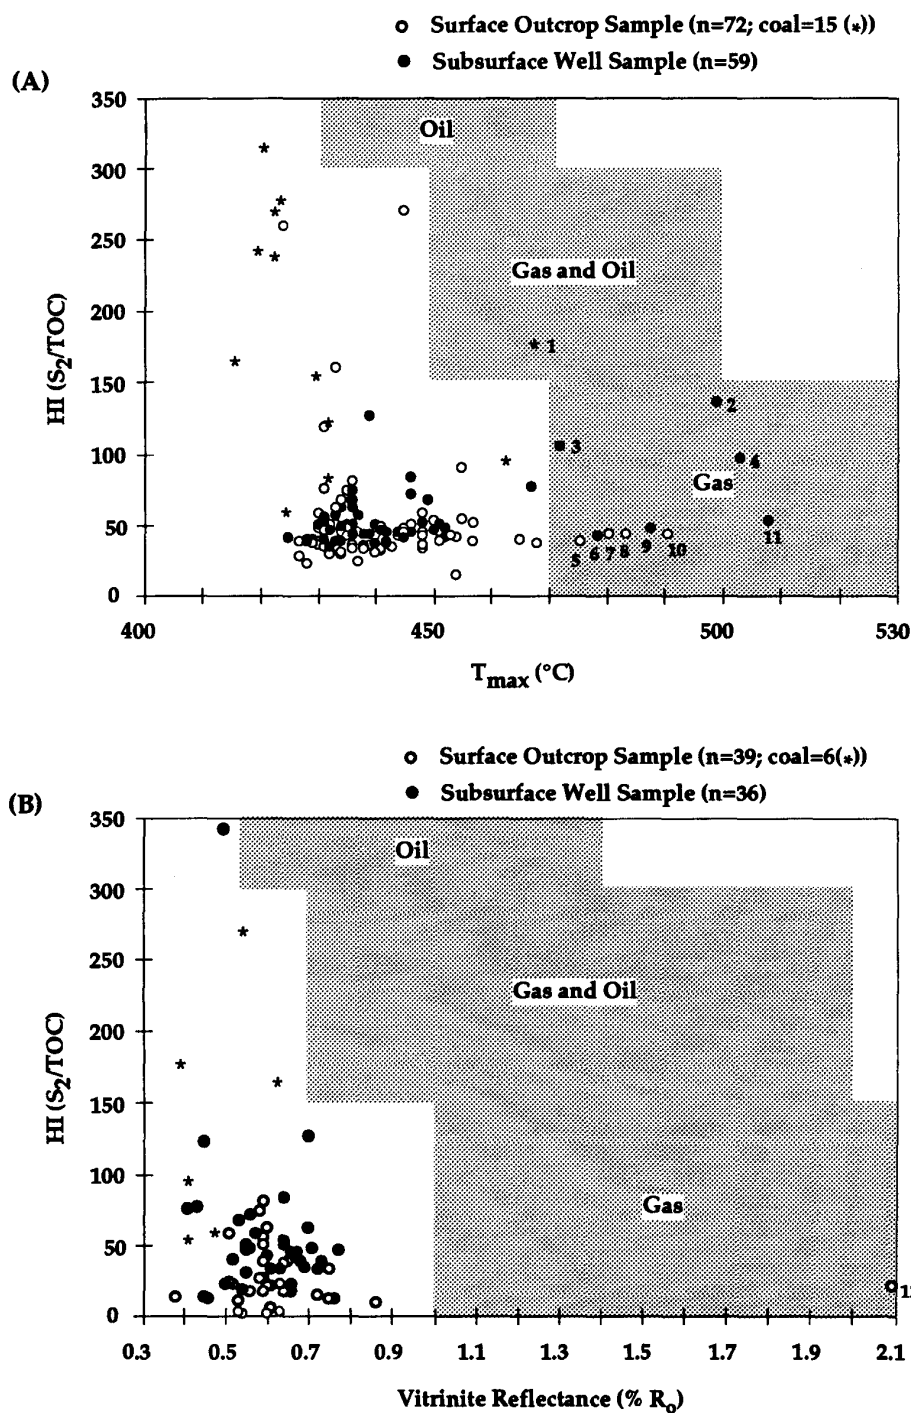 Surface Outcrop Sample (n=72; coal=15 (*))
Subsurface Well Sample (n=59)
(A)
350
300
250
200
150
100
50
0
HI (S2/TOC)
Oil
Gas and Oil
Gas
1
2
3
4
5
6
7
8
9
10
11
400
450
500
530
Tmax (°C)
Surface Outcrop Sample (n=39; coal=6(*))
Subsurface Well Sample (n=36)
(B)
350
300
250
200
150
100
50
0
HI (S2/TOC)
Oil
Gas and Oil
Gas
0.3
0.5
0.7
0.9
1.1
1.3
1.5
1.7
1.9
2.1
Vitrinite Reflectance (% Ro)